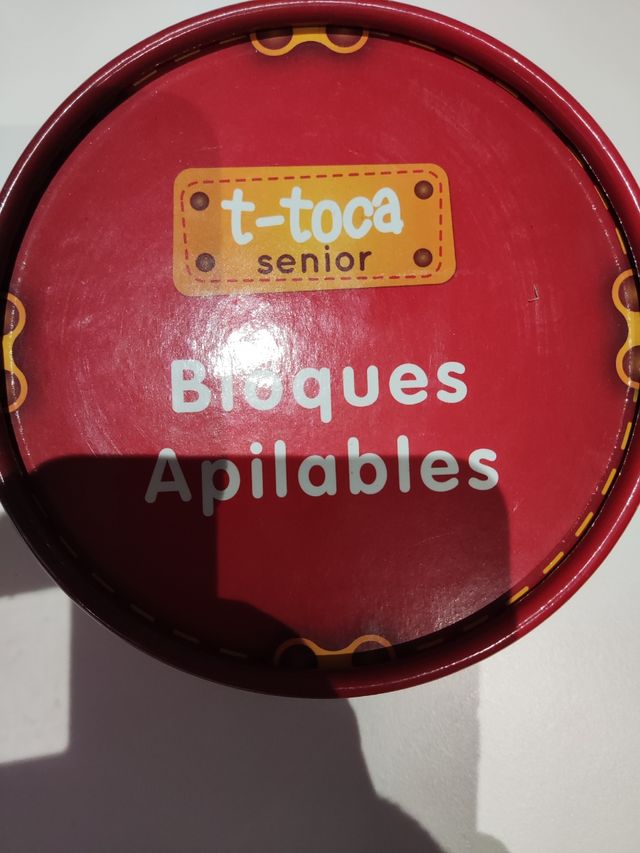 t-toca
senior
Bloques
Apilables